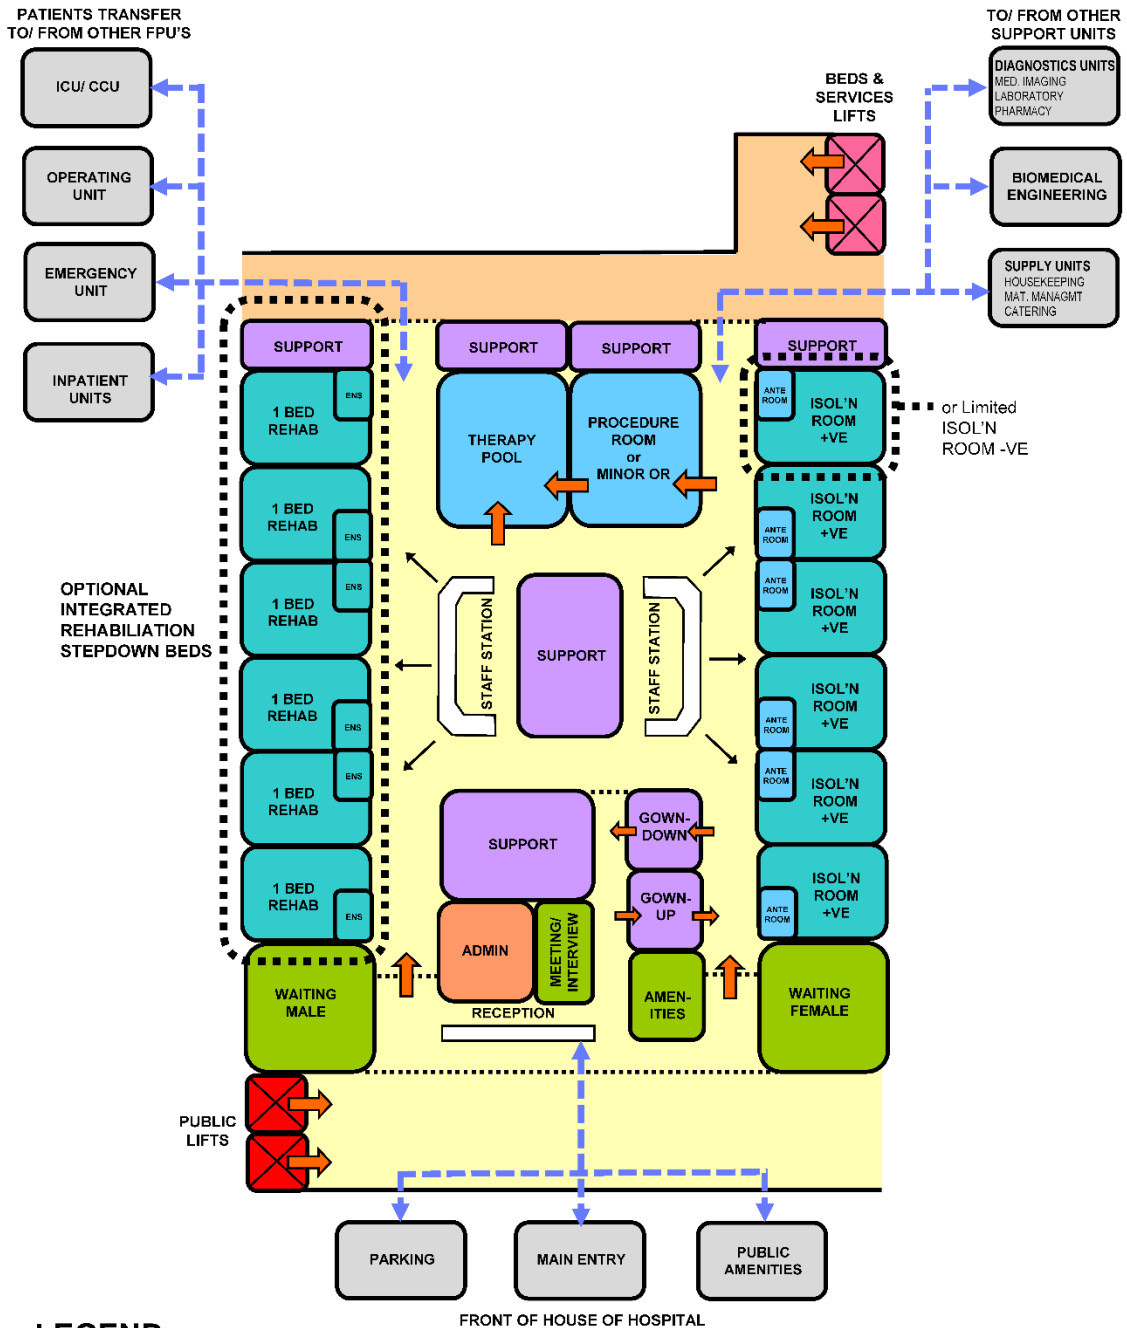 PATIENTS TRANSFER
TO/ FROM OTHER FPU'S
ICU/ CCU
OPERATING
UNIT
EMERGENCY
UNIT
INPATIENT
UNITS
TO/ FROM OTHER
SUPPORT UNITS
DIAGNOSTICS UNITS
MED. IMAGING
LABORATORY
PHARMACY
BIOMEDICAL
ENGINEERING
SUPPLY UNITS
HOUSEKEEPING
MAT. MANAGMT
CATERING
BEDS &
SERVICES
LIFTS
SUPPORT
SUPPORT
SUPPORT
SUPPORT
1 BED
REHAB
ENS
1 BED
REHAB
ENS
1 BED
REHAB
ENS
1 BED
REHAB
ENS
1 BED
REHAB
ENS
1 BED
REHAB
ENS
OPTIONAL
INTEGRATED
REHABILIATION
STEPDOWN BEDS
THERAPY
POOL
PROCEDURE
ROOM
or
MINOR OR
ANTE
ROOM
ISOL'N
ROOM
+VE
or Limited
ISOL'N
ROOM -VE
ISOL'N
ROOM
+VE
ANTE
ROOM
ANTE
ROOM
ISOL'N
ROOM
+VE
ISOL'N
ROOM
+VE
ANTE
ROOM
ANTE
ROOM
ISOL'N
ROOM
+VE
ISOL'N
ROOM
+VE
ANTE
ROOM
STAFF STATION
SUPPORT
STAFF STATION
SUPPORT
GOWN-
DOWN
GOWN-
UP
ADMIN
MEETING/
INTERVIEW
AMEN-
ITIES
RECEPTION
WAITING
MALE
WAITING
FEMALE
PUBLIC
LIFTS
PARKING
MAIN ENTRY
PUBLIC
AMENITIES
FRONT OF HOUSE OF HOSPITAL
LEGEND